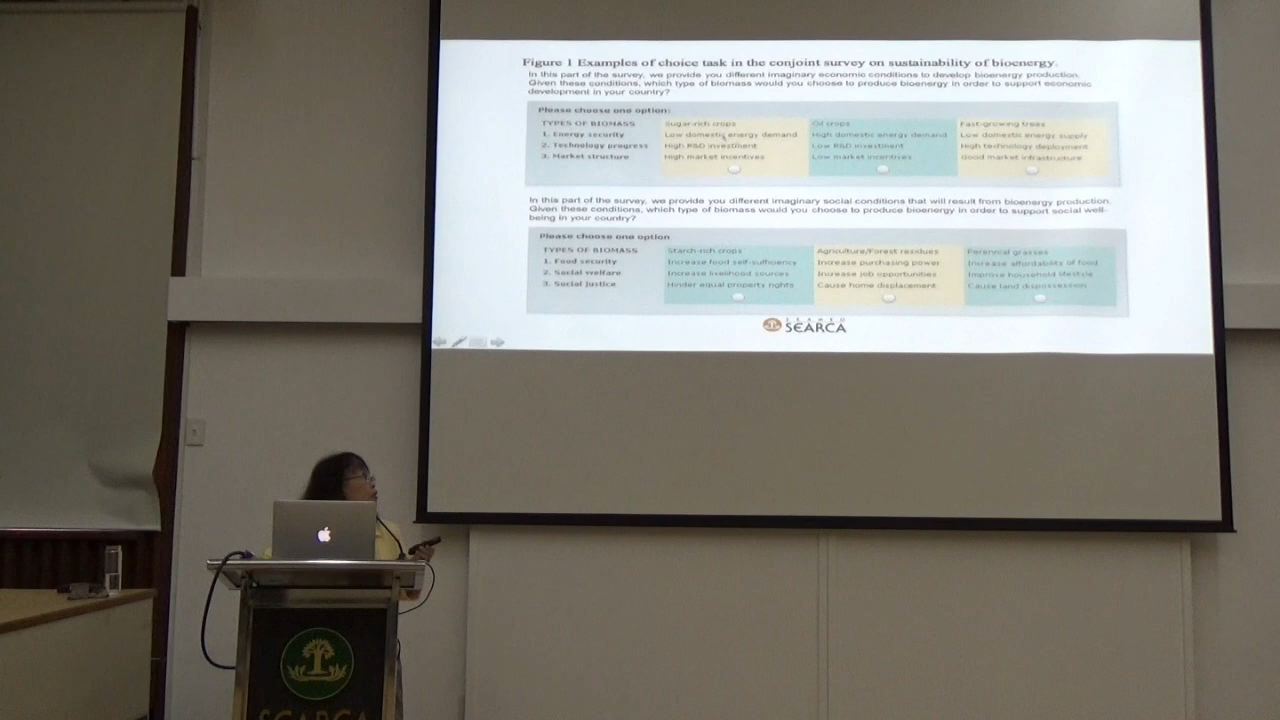 Figure 1 Examples of choice task in the conjoint survey on sustainability of bioenergy.
In this part of the survey, we provide you different imaginary economic conditions to develop bioenergy production.
Given these conditions, which type of biomass would you choose to produce bioenergy in order to support economic
development in your country?
Please choose one option:
TYPES OF BIOMASS Sugar-rich crops Oil crops Fast-growing trees
1. Energy security Low domestic energy demand High domestic energy demand Low domestic energy supply
2. Technology progress High R&D investment Low R&D investment High technology deployment
3. Market structure High market incentives Low market incentives Good market infrastructure
In this part of the survey, we provide you different imaginary social conditions that will result from bioenergy production.
Given these conditions, which type of biomass would you choose to produce bioenergy in order to support social well-
being in your country?
Please choose one option
TYPES OF BIOMASS Starch-rich crops Agriculture/Forest residues Perennial grasses
1. Food security Increase food self-sufficiency Increase purchasing power Increase affordability of food
2. Social welfare Increase livelihood sources Increase job opportunities Improve household lifestyle
3. Social justice Hinder equal property rights Cause home displacement Cause land dispossession
SEAMEO
SEARCA
SEARCA